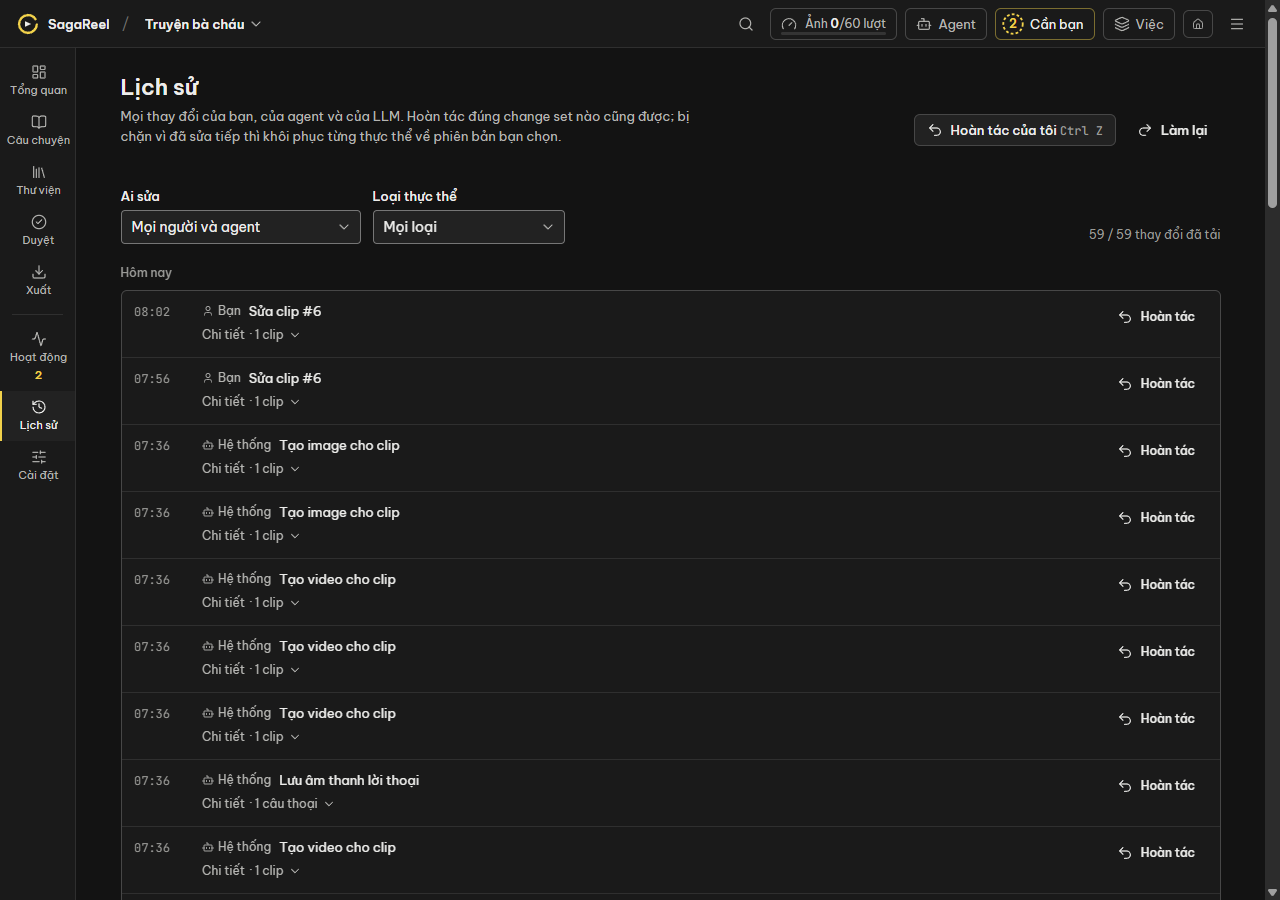 SagaReel / Truyện bà cháu
Ảnh 0/60 lượt
Agent
2 Cần bạn
Việc
Tổng quan
Câu chuyện
Thư viện
Duyệt
Xuất
Hoạt động
2
Lịch sử
Cài đặt
Lịch sử
Mọi thay đổi của bạn, của agent và của LLM. Hoàn tác đúng change set nào cũng được; bị
chặn vì đã sửa tiếp thì khôi phục từng thực thể về phiên bản bạn chọn.
Hoàn tác của tôi Ctrl Z
Làm lại
Ai sửa
Mọi người và agent
Loại thực thể
Mọi loại
59 / 59 thay đổi đã tải
Hôm nay
08:02 Bạn Sửa clip #6 Hoàn tác
Chi tiết · 1 clip
07:56 Bạn Sửa clip #6 Hoàn tác
Chi tiết · 1 clip
07:36 Hệ thống Tạo image cho clip Hoàn tác
Chi tiết · 1 clip
07:36 Hệ thống Tạo image cho clip Hoàn tác
Chi tiết · 1 clip
07:36 Hệ thống Tạo video cho clip Hoàn tác
Chi tiết · 1 clip
07:36 Hệ thống Tạo video cho clip Hoàn tác
Chi tiết · 1 clip
07:36 Hệ thống Tạo video cho clip Hoàn tác
Chi tiết · 1 clip
07:36 Hệ thống Lưu âm thanh lời thoại Hoàn tác
Chi tiết · 1 câu thoại
07:36 Hệ thống Tạo video cho clip Hoàn tác
Chi tiết · 1 clip